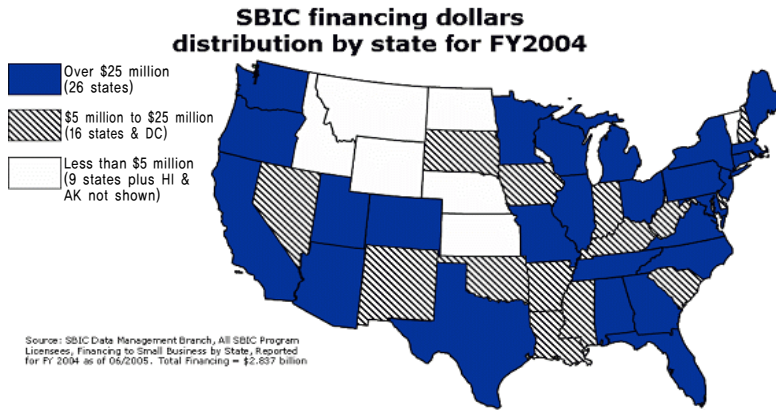 SBIC financing dollars
distribution by state for FY2004
Over $25 million
(26 states)
$5 million to $25 million
(16 states & DC)
Less than $5 million
(9 states plus HI &
AK not shown)
Source: SBIC Data Management Branch, All SBIC Program
Licensees, Financing to Small Business by State, Reported
for FY 2004 as of 06/2005. Total Financing = $2.837 billion